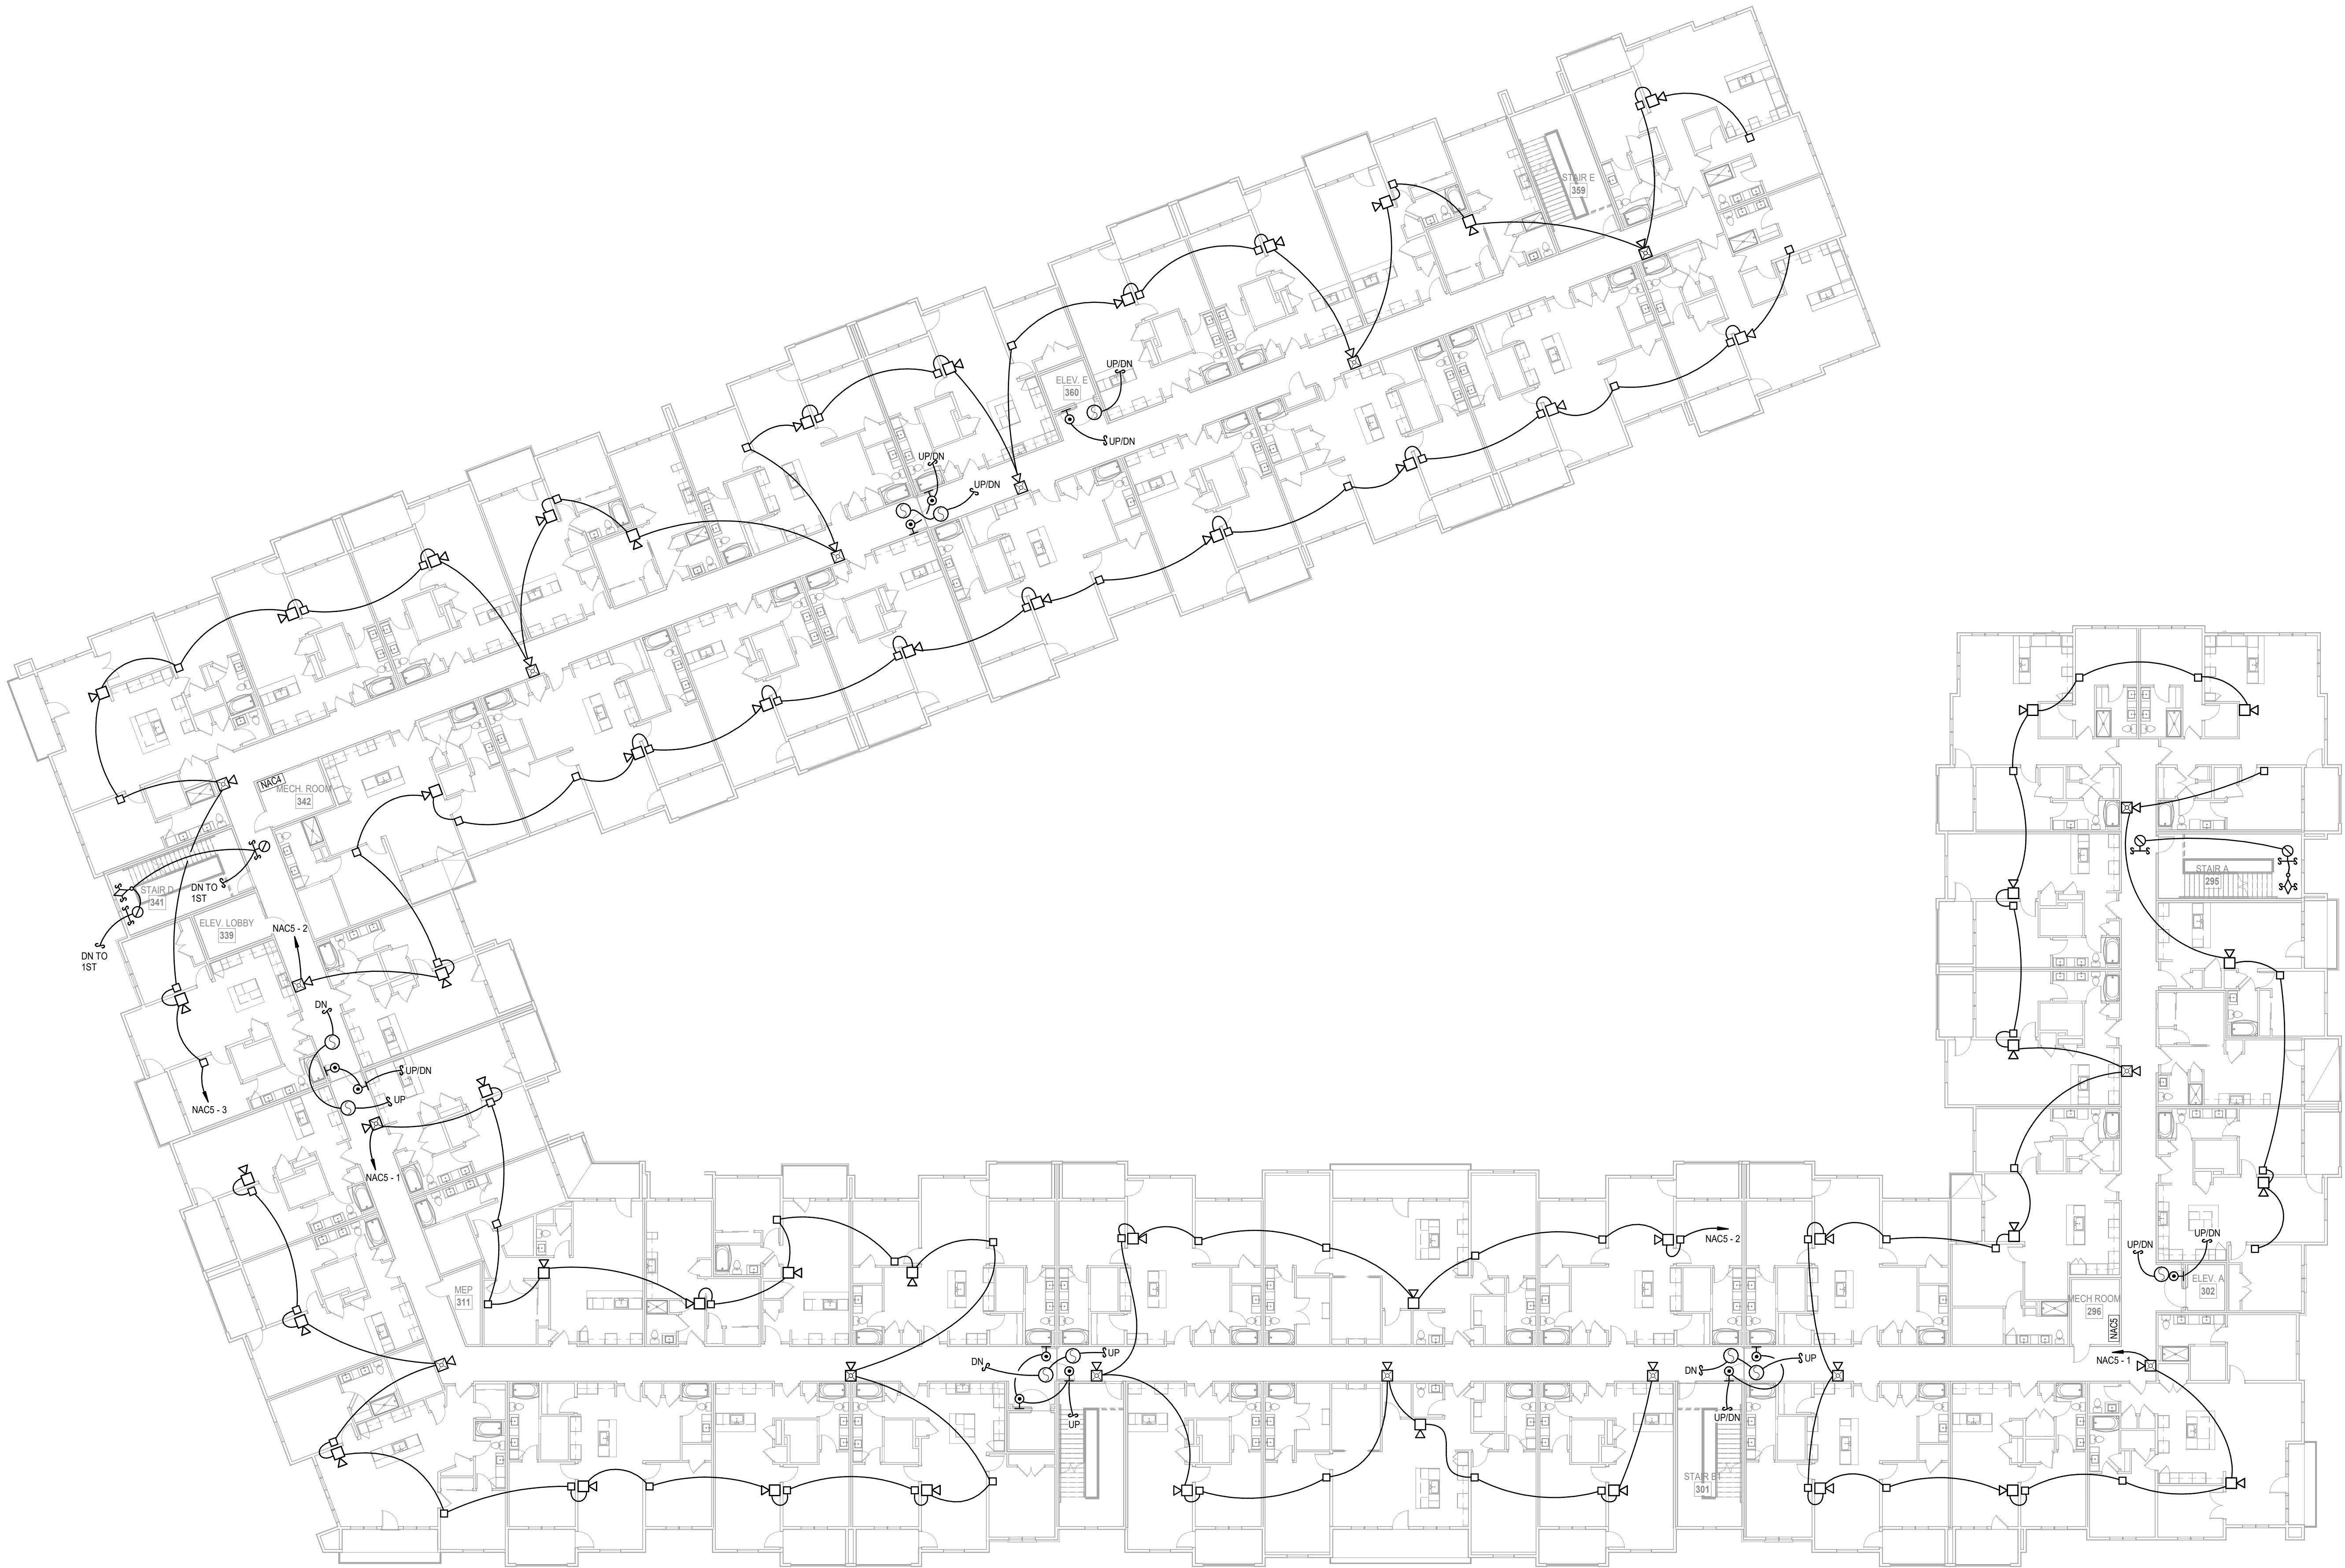 STAIR E
359
UP/DN
ELEV. E
360
UP/DN
UP/DN
UP/DN
NAC4
MECH. ROOM
342
STAIR D
341
DN TO
1ST
ELEV. LOBBY
339
NAC5 - 2
DN TO
1ST
STAIR A
295
DN
UP/DN
UP
NAC5 - 3
NAC5 - 1
MEP
311
NAC5 - 2
UP/DN
UP/DN
ELEV. A
302
MECH ROOM
296
NAC5
DN
UP
UP
DN
UP
UP/DN
NAC5 - 1
STAIR B1
301